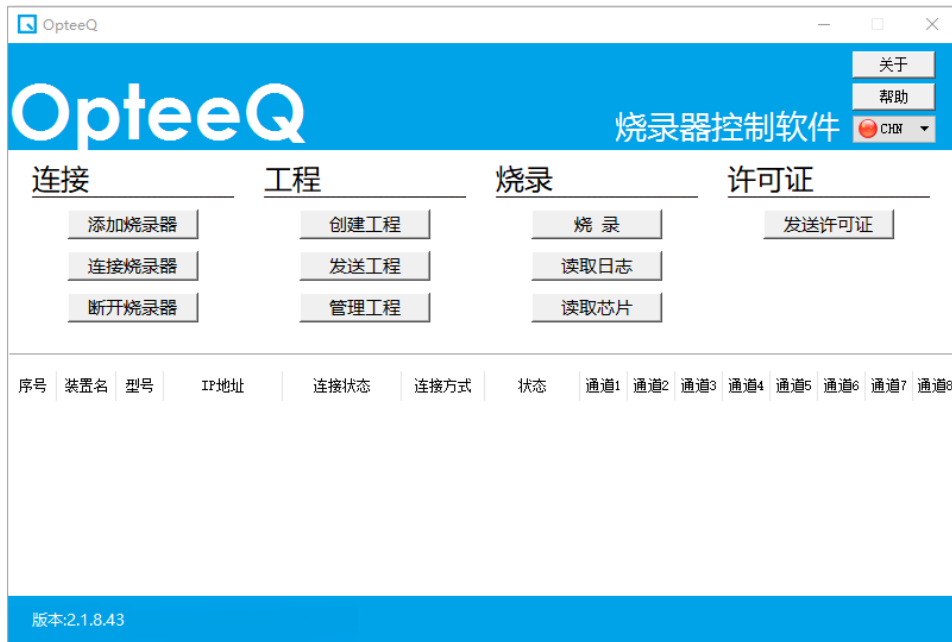 OpteeQ
关于
OpteeQ
帮助
烧录器控制软件
CHN
连接 工程 烧录 许可证
添加烧录器 创建工程 烧 录 发送许可证
连接烧录器 发送工程 读取日志
断开烧录器 管理工程 读取芯片
序号 装置名 型号 IP地址 连接状态 连接方式 状态 通道1 通道2 通道3 通道4 通道5 通道6 通道7 通道8
版本:2.1.8.43